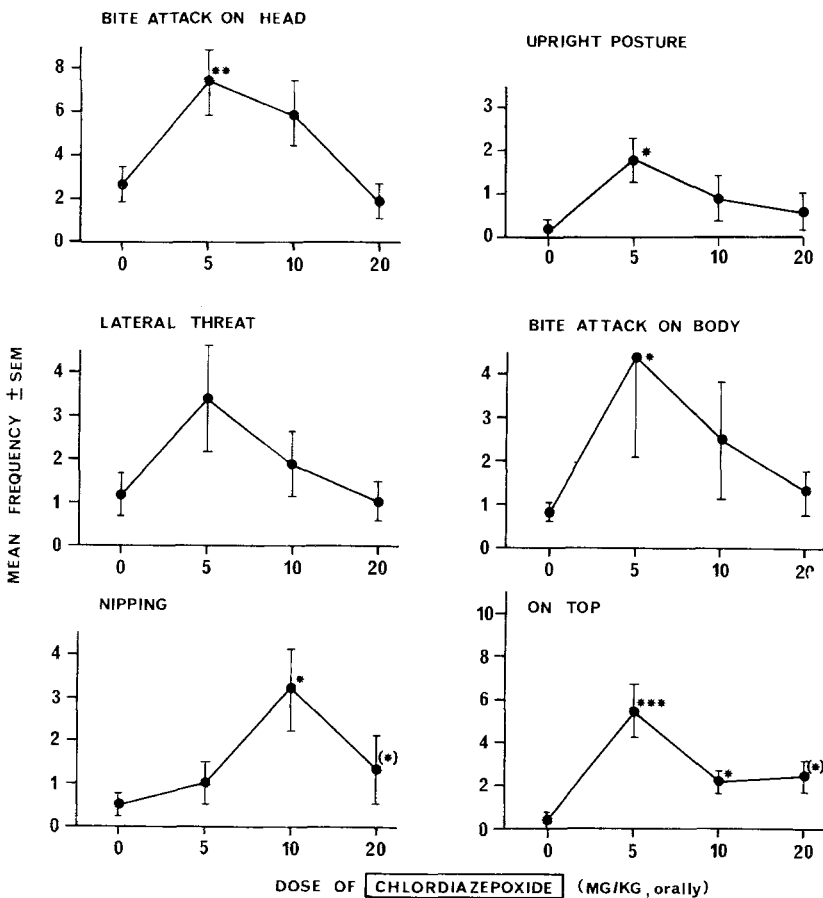 BITE ATTACK ON HEAD
8
6
4
2
0
**
0 5 10 20
UPRIGHT POSTURE
3
2
1
0
*
0 5 10 20
LATERAL THREAT
4
3
2
1
0
0 5 10 20
BITE ATTACK ON BODY
4
3
2
1
0
*
0 5 10 20
NIPPING
4
3
2
1
0
*
(*)
0 5 10 20
ON TOP
10
8
6
4
2
0
***
*
(*)
0 5 10 20
MEAN FREQUENCY ± SEM
DOSE OF CHLORDIAZEPOXIDE (MG/KG, orally)